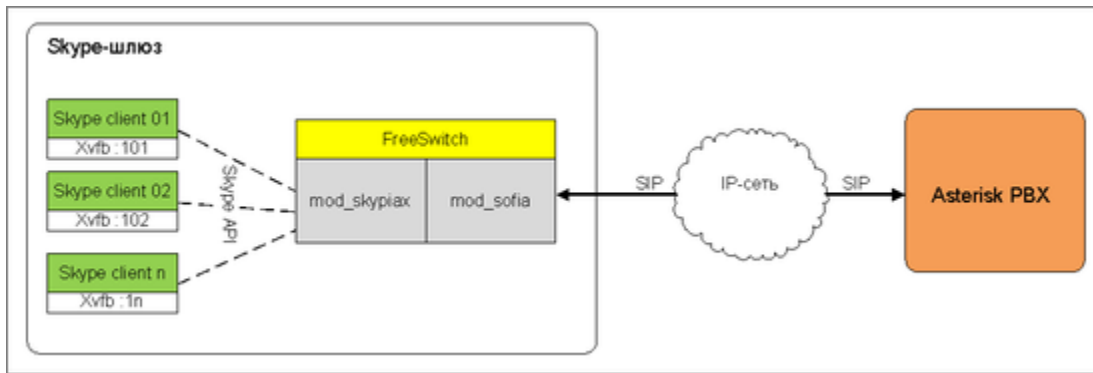 Skype-шлюз
Skype client 01
Xvfb :101
Skype client 02
Xvfb :102
Skype client n
Xvfb :1n
Skype API
FreeSwitch
mod_skypiax
mod_sofia
SIP
IP-сеть
SIP
Asterisk PBX